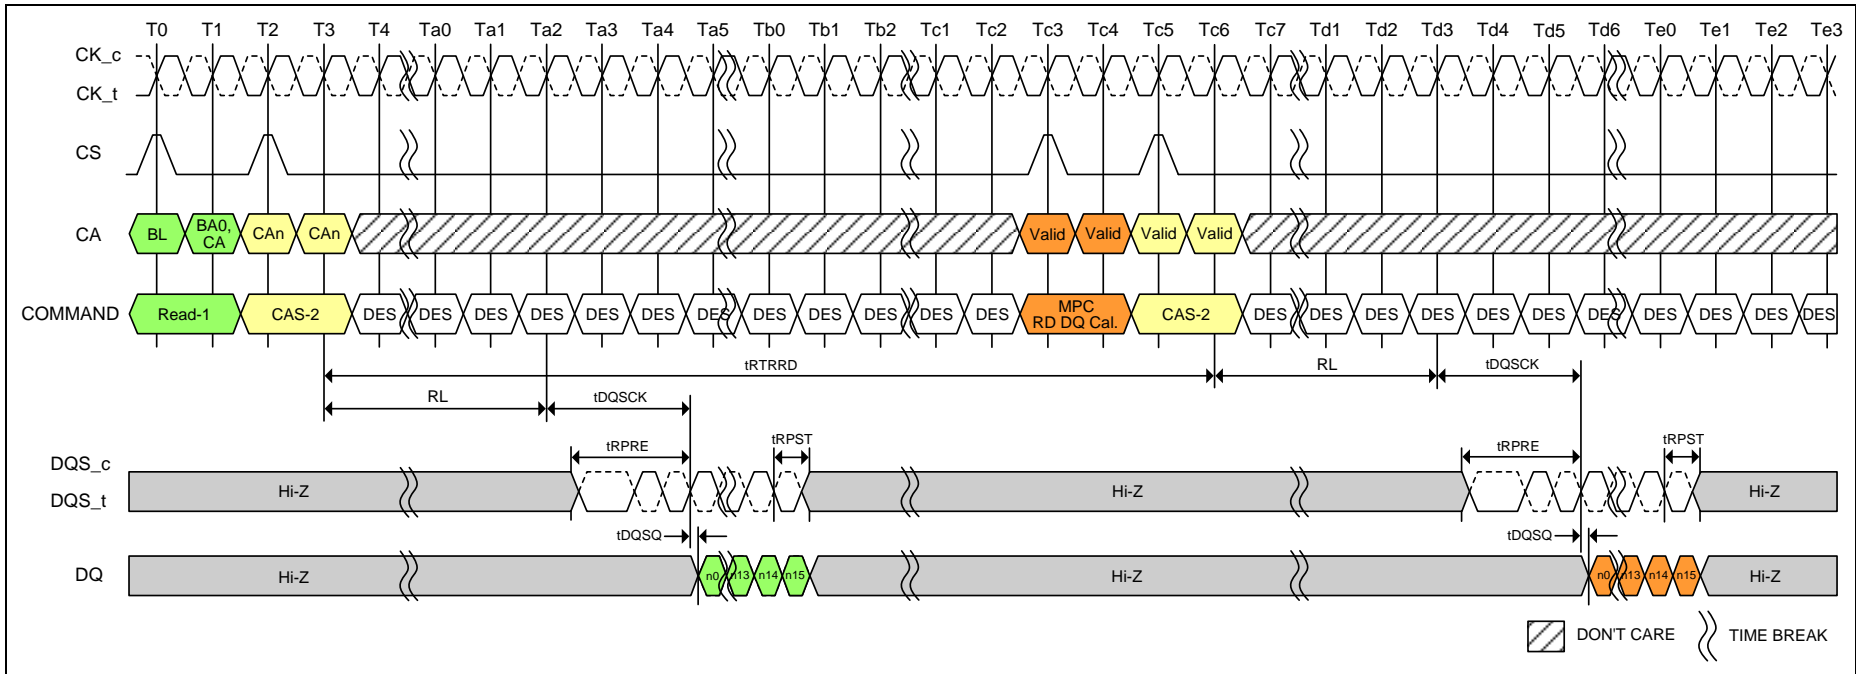 T0 T1 T2 T3 T4 Ta0 Ta1 Ta2 Ta3 Ta4 Ta5 Tb0 Tb1 Tb2 Tc1 Tc2 Tc3 Tc4 Tc5 Tc6 Tc7 Td1 Td2 Td3 Td4 Td5 Td6 Te0 Te1 Te2 Te3
CK_c
CK_t
CS
CA BL BA0, CA CAn CAn Valid Valid Valid Valid
COMMAND Read-1 CAS-2 DES DES DES DES DES DES DES DES DES DES DES DES MPC RD DQ Cal. CAS-2 DES DES DES DES DES DES DES DES DES DES DES
tRTRRD RL tDQSCK
RL tDQSCK
tRPRE tRPST tRPRE tRPST
DQS_c
DQS_t
Hi-Z Hi-Z Hi-Z
tDQSQ tDQSQ
DQ Hi-Z n0 n13 n14 n15 Hi-Z n0 n13 n14 n15 Hi-Z
DON'T CARE TIME BREAK